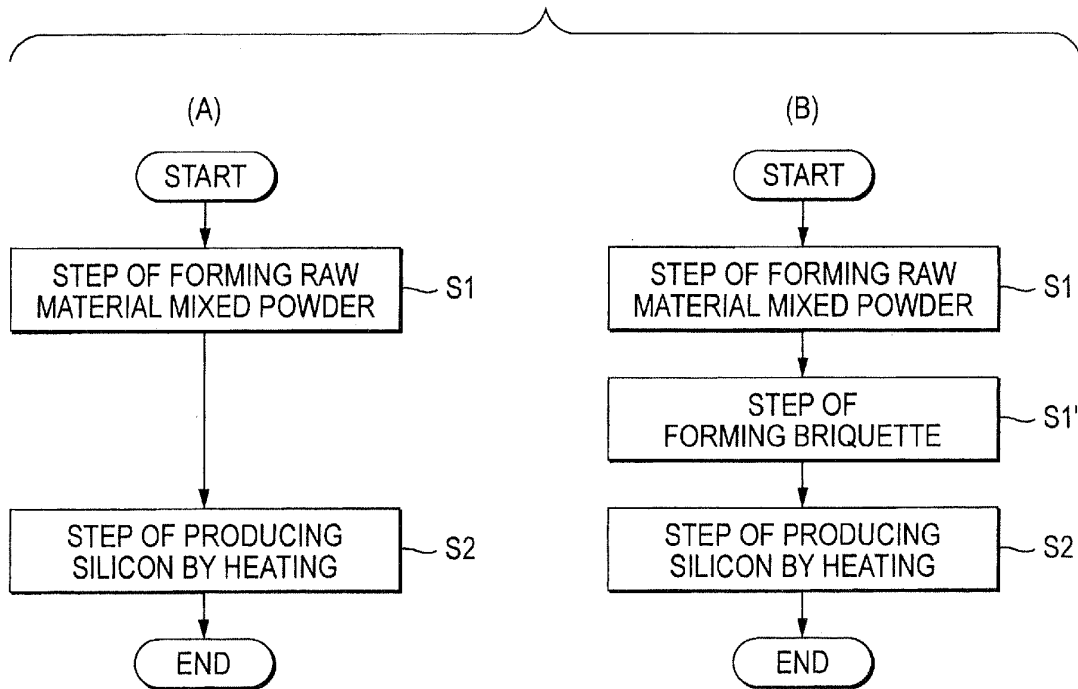 (A)
START
STEP OF FORMING RAW
MATERIAL MIXED POWDER
S1
STEP OF PRODUCING
SILICON BY HEATING
S2
END
(B)
START
STEP OF FORMING RAW
MATERIAL MIXED POWDER
S1
STEP OF
FORMING BRIQUETTE
S1'
STEP OF PRODUCING
SILICON BY HEATING
S2
END